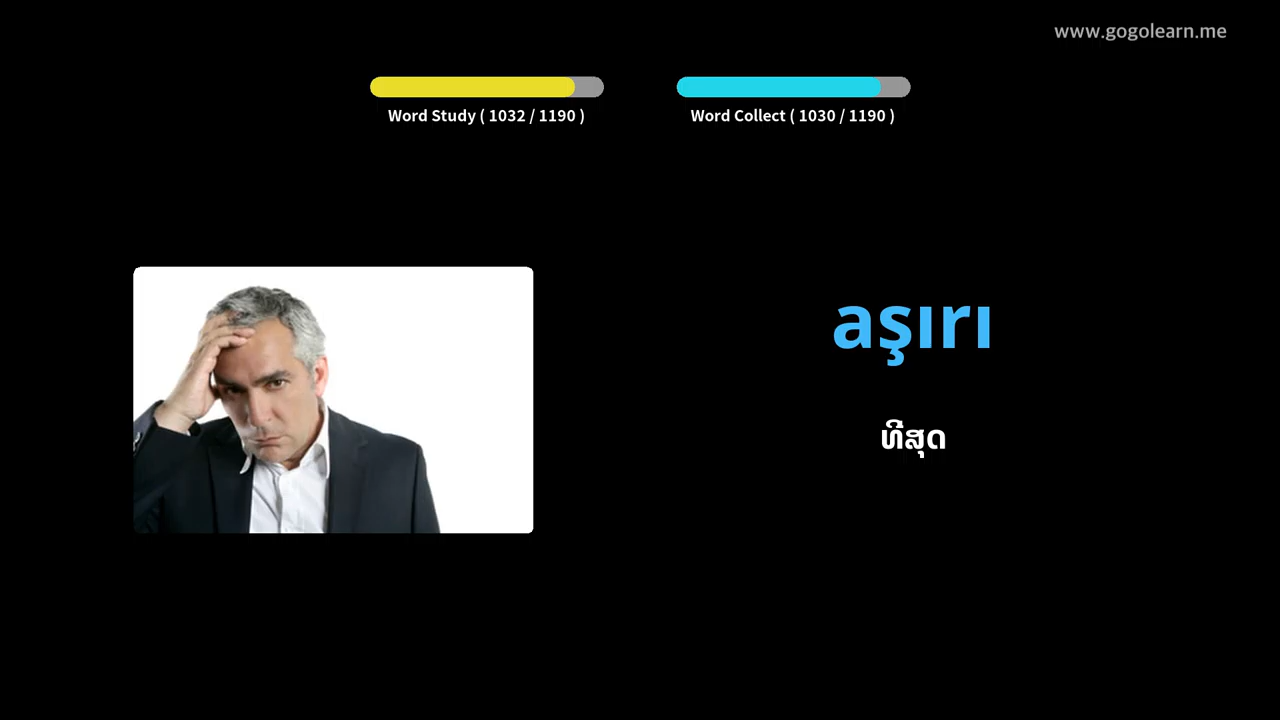 www.gogolearn.me
Word Study ( 1032 / 1190 )
Word Collect ( 1030 / 1190 )
aşırı
ທີ່ສຸດ